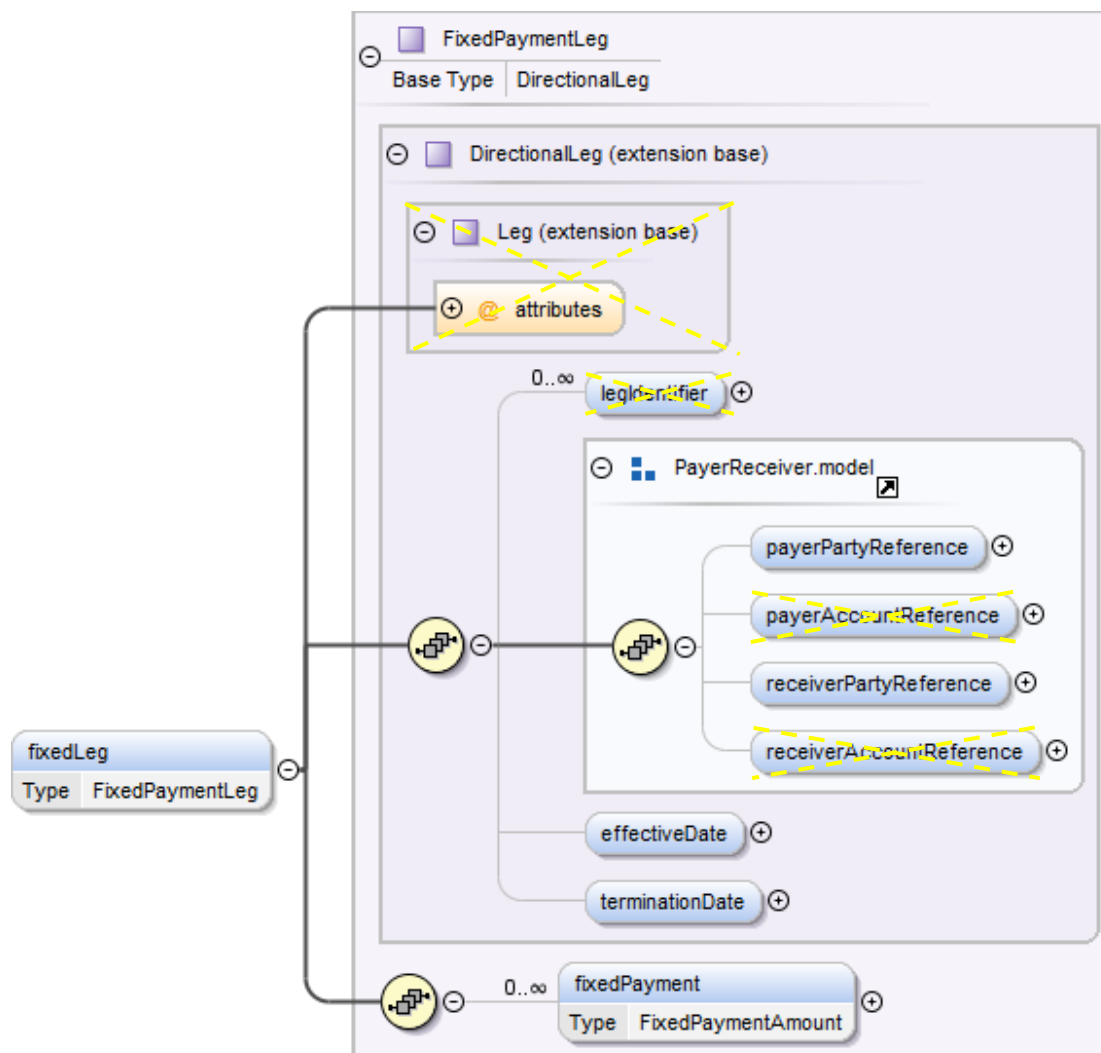 FixedPaymentLeg
Base Type DirectionalLeg
DirectionalLeg (extension base)
Leg (extension base)
@ attributes
0..∞
legIdentifier
PayerReceiver.model
payerPartyReference
payerAccountReference
receiverPartyReference
receiverAccountReference
fixedLeg
Type FixedPaymentLeg
effectiveDate
terminationDate
0..∞
fixedPayment
Type FixedPaymentAmount